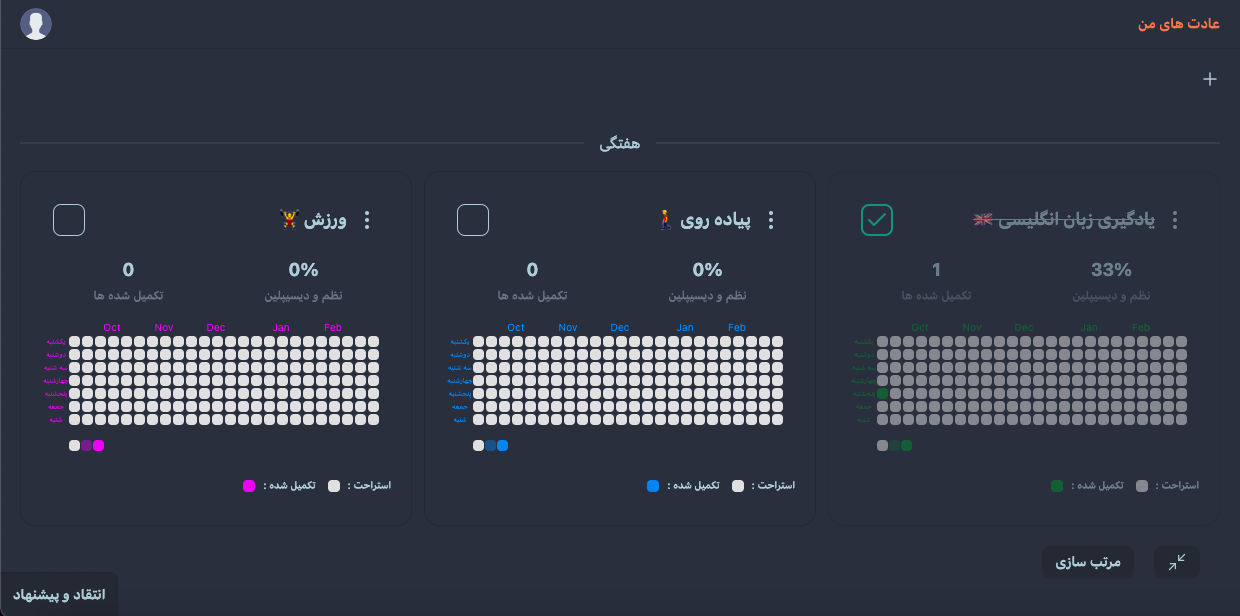 عادت های من
+
هفتگی
یادگیری زبان انگلیسی 🇬🇧
33%
نظم و دیسیپلین
1
تکمیل شده ها
Oct Nov Dec Jan Feb
یکشنبه
دوشنبه
سه شنبه
چهارشنبه
پنجشنبه
جمعه
شنبه
استراحت :
تکمیل شده :
پیاده روی 🚶
0%
نظم و دیسیپلین
0
تکمیل شده ها
Oct Nov Dec Jan Feb
یکشنبه
دوشنبه
سه شنبه
چهارشنبه
پنجشنبه
جمعه
شنبه
استراحت :
تکمیل شده :
ورزش 🏋️
0%
نظم و دیسیپلین
0
تکمیل شده ها
Oct Nov Dec Jan Feb
یکشنبه
دوشنبه
سه شنبه
چهارشنبه
پنجشنبه
جمعه
شنبه
استراحت :
تکمیل شده :
مرتب سازی
انتقاد و پیشنهاد